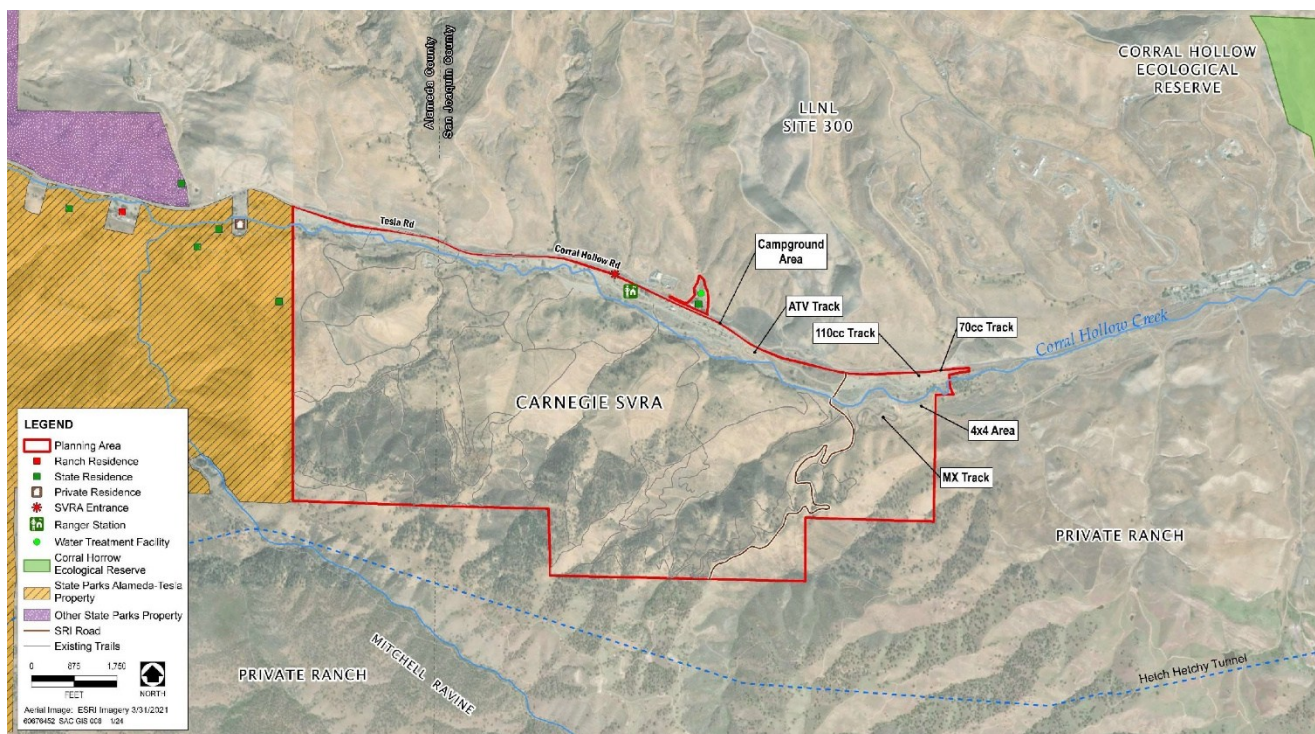 Alameda County
San Joaquin County
CORRAL HOLLOW
ECOLOGICAL
RESERVE
LLNL
SITE 300
Tesla Rd
Corral Hollow Rd
Campground
Area
ATV Track
110cc Track
70cc Track
Corral Hollow Creek
CARNEGIE SVRA
4x4 Area
MX Track
PRIVATE RANCH
Hetch Hetchy Tunnel
MITCHELL RAVINE
PRIVATE RANCH
LEGEND
Planning Area
Ranch Residence
State Residence
Private Residence
SVRA Entrance
Ranger Station
Water Treatment Facility
Corral Horrow
Ecological Reserve
State Parks Alameda-Tesla
Property
Other State Parks Property
SRI Road
Existing Trails
0 875 1,750
FEET
NORTH
Aerial Image: ESRI Imagery 3/31/2021
SAC GIS 1/24